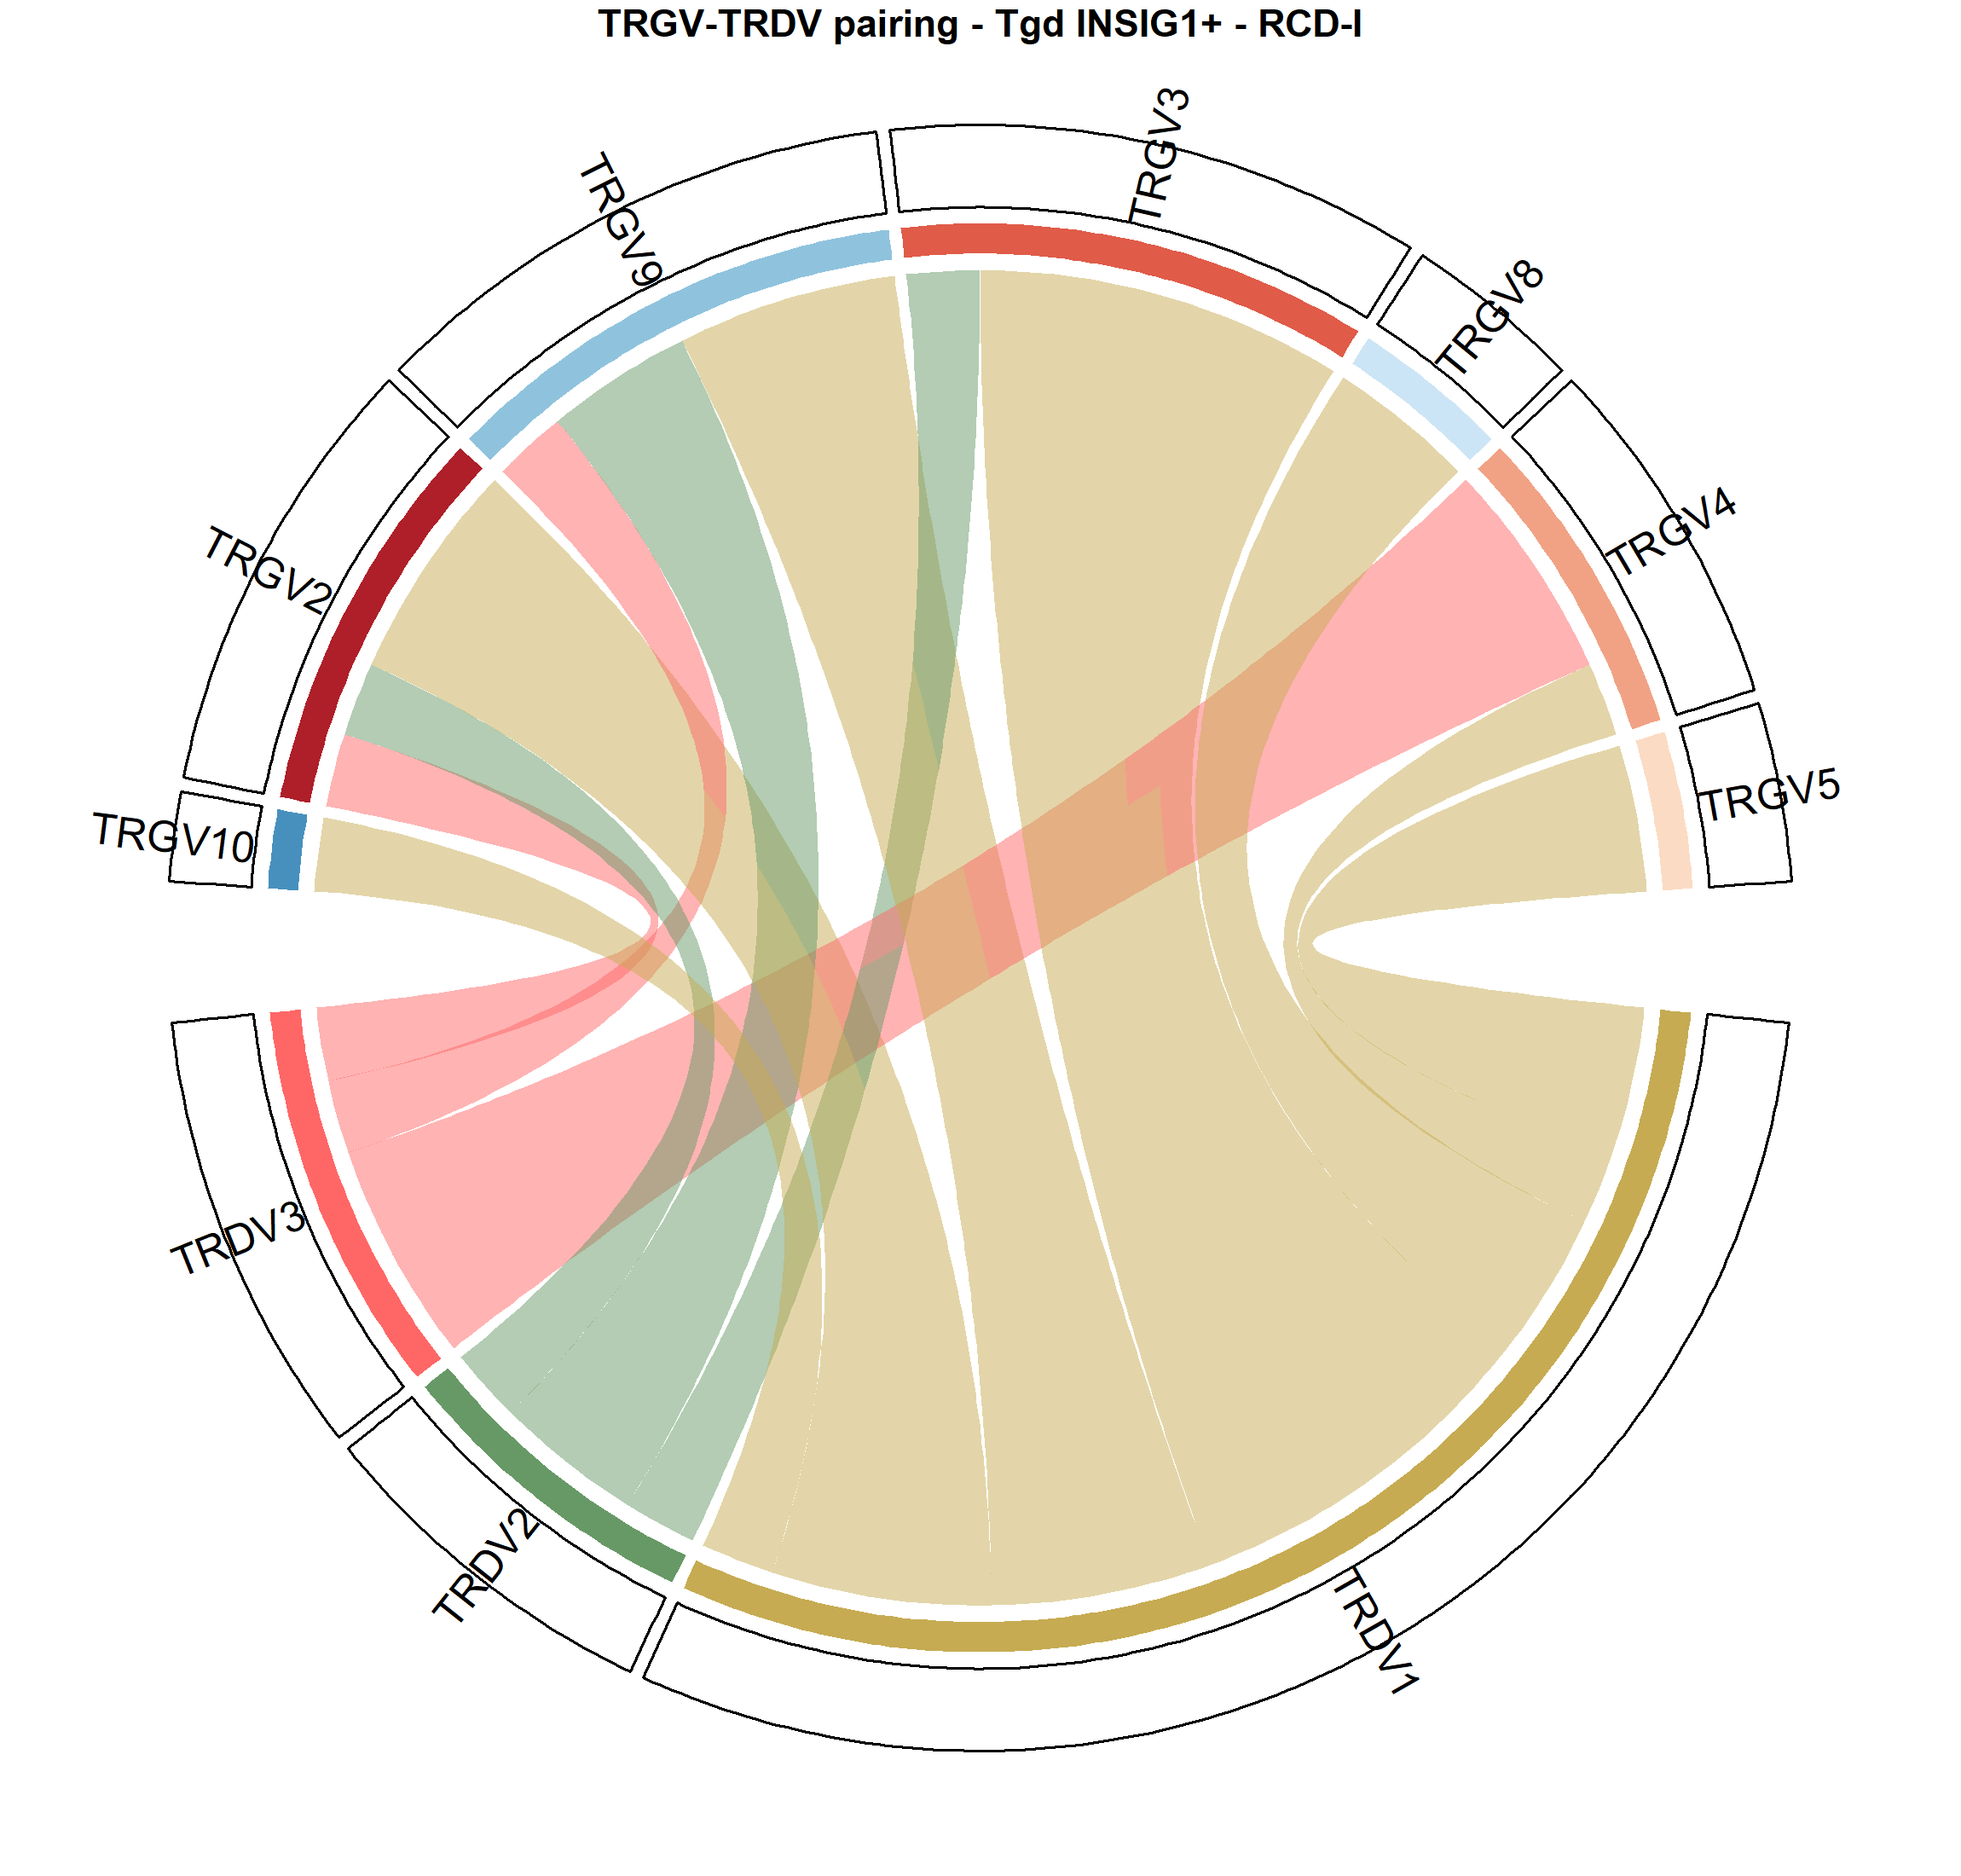 TRGV-TRDV pairing - Tgd INSIG1+ - RCD-I
TRGV3
TRGV9
TRGV8
TRGV4
TRGV2
TRGV5
TRGV10
TRDV3
TRDV2
TRDV1